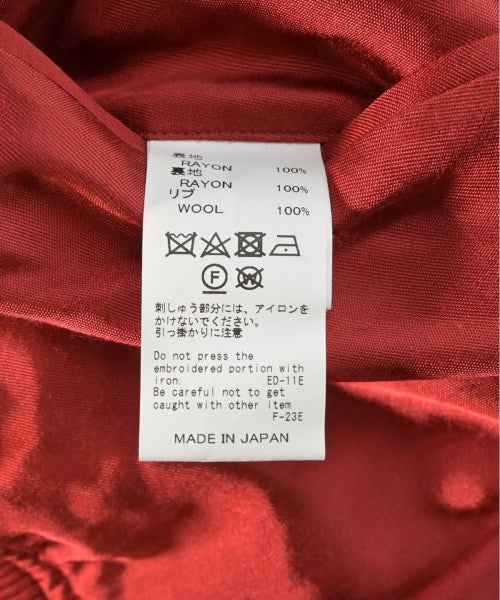 表地
RAYON 100%
裏地
RAYON 100%
リブ
WOOL 100%
F W
刺しゅう部分には、アイロンを
かけないでください。
引っ掛かりに注意
Do not press the
embroidered portion with
iron. ED-11E
Be careful not to get
caught with other item
F-23E
MADE IN JAPAN